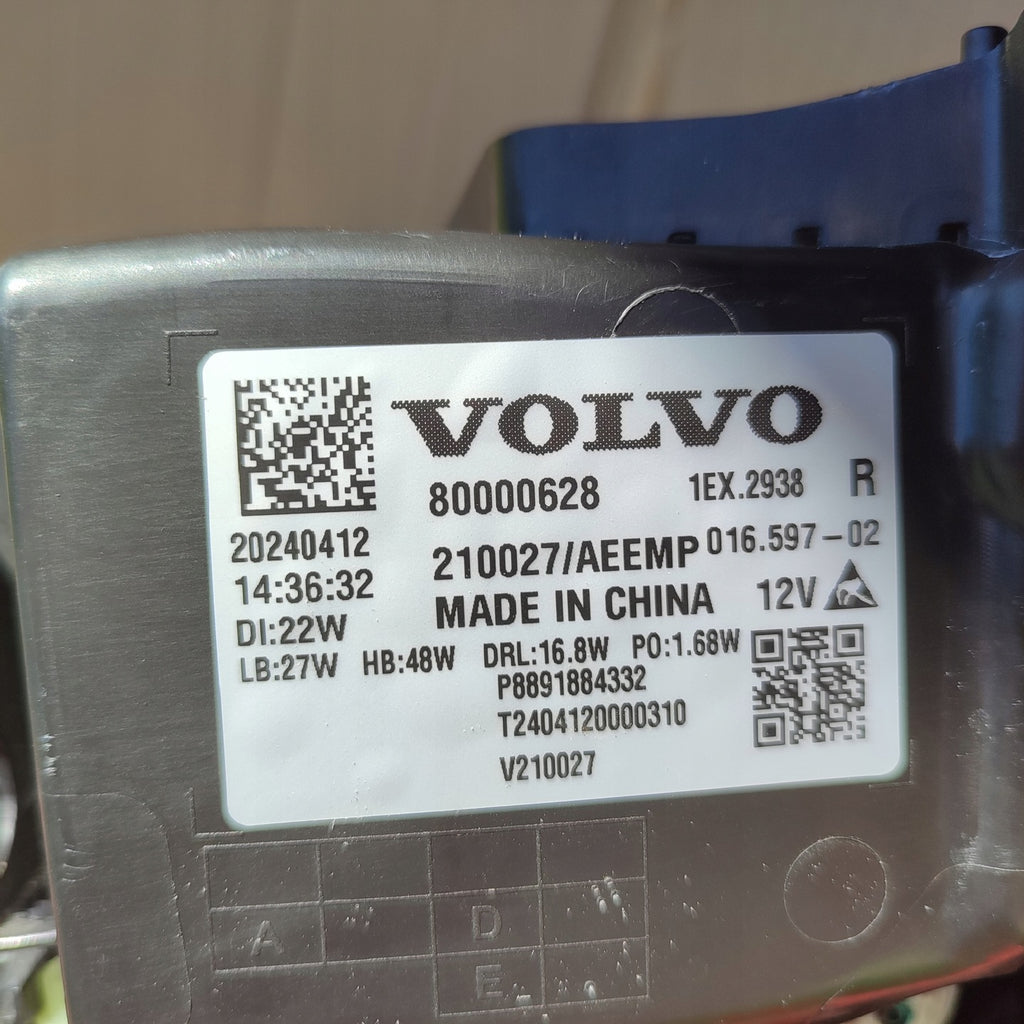 VOLVO
80000628 1EX.2938 R
20240412 210027/AEEMP 016.597-02
14:36:32 MADE IN CHINA 12V
DI:22W
LB:27W HB:48W DRL:16.8W PO:1.68W
P8891884332
T2404120000310
V210027
A D
E